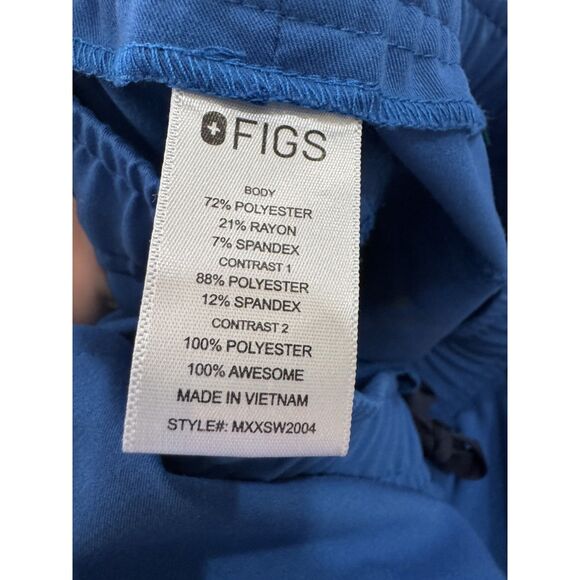 FIGS
BODY
72% POLYESTER
21% RAYON
7% SPANDEX
CONTRAST 1
88% POLYESTER
12% SPANDEX
CONTRAST 2
100% POLYESTER
100% AWESOME
MADE IN VIETNAM
STYLE#: MXXSW2004